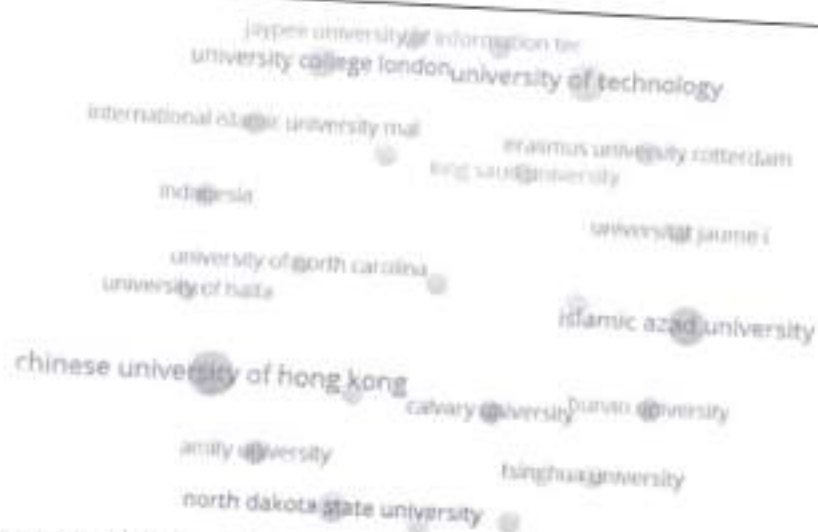 jaypee university of information tec
university college london
university of technology
international islamic university mal
erasmus university rotterdam
king saud university
indonesia
universitat jaume i
university of north carolina
university of haifa
islamic azad university
chinese university of hong kong
calvary university
hunan university
amity university
tsinghua university
north dakota state university